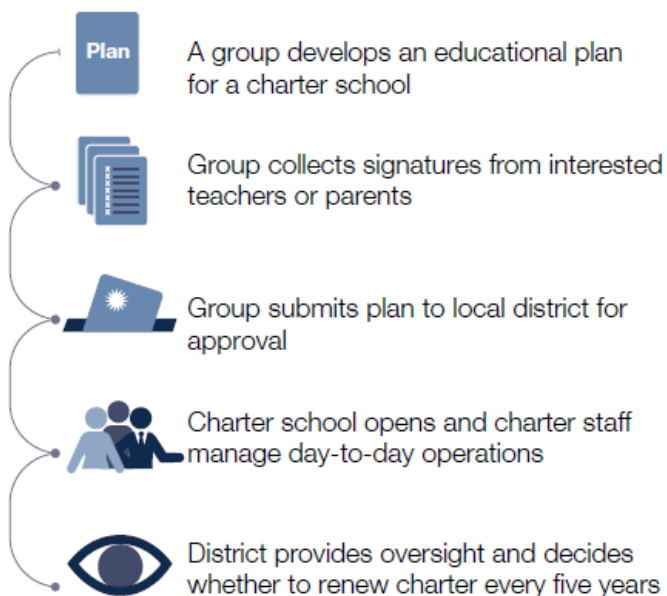 Plan
A group develops an educational plan
for a charter school
Group collects signatures from interested
teachers or parents
Group submits plan to local district for
approval
Charter school opens and charter staff
manage day-to-day operations
District provides oversight and decides
whether to renew charter every five years